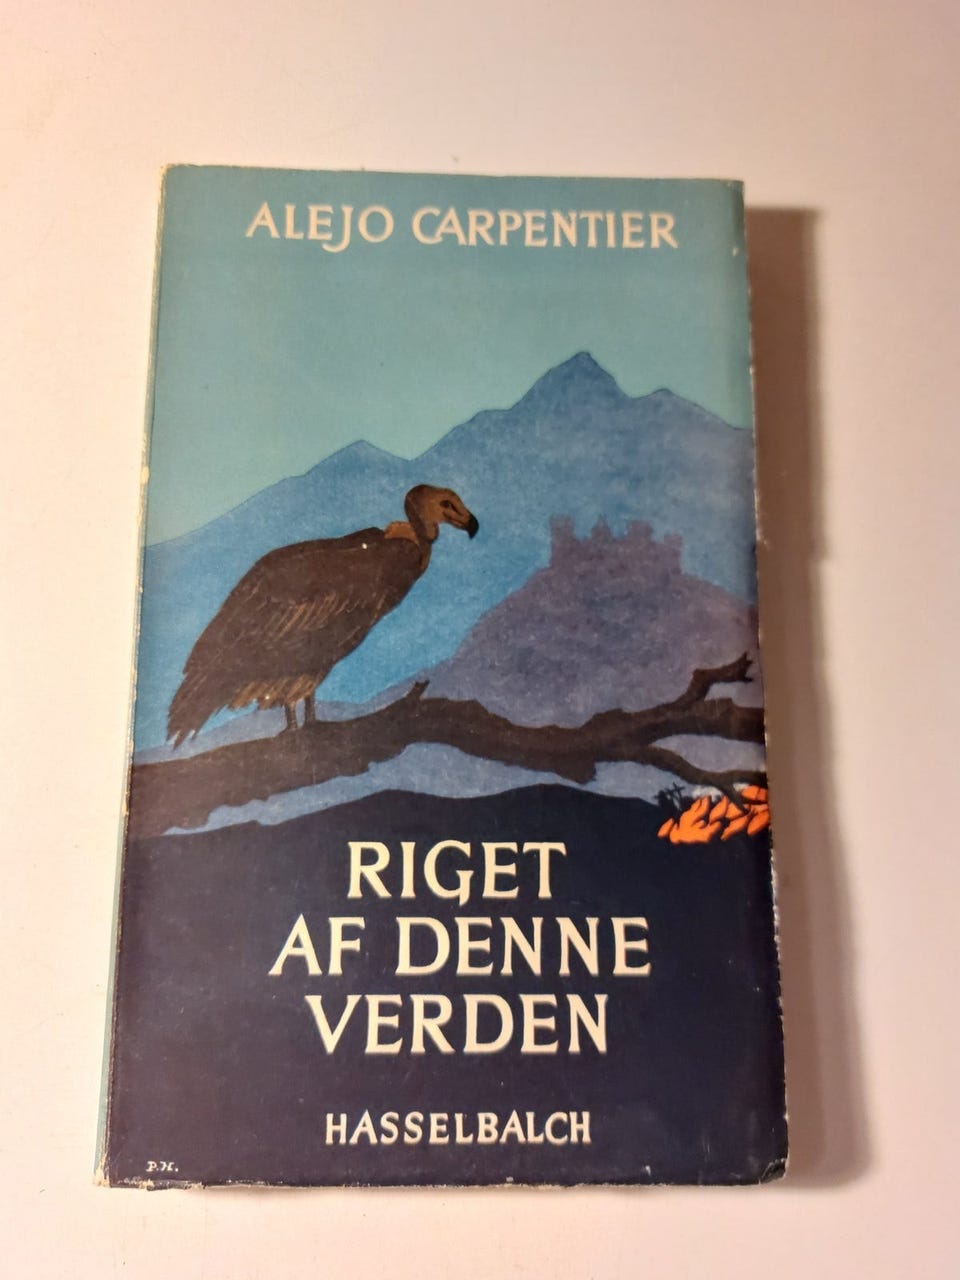 ALEJO CARPENTIER
RIGET
AF DENNE
VERDEN
HASSELBALCH
P.H.